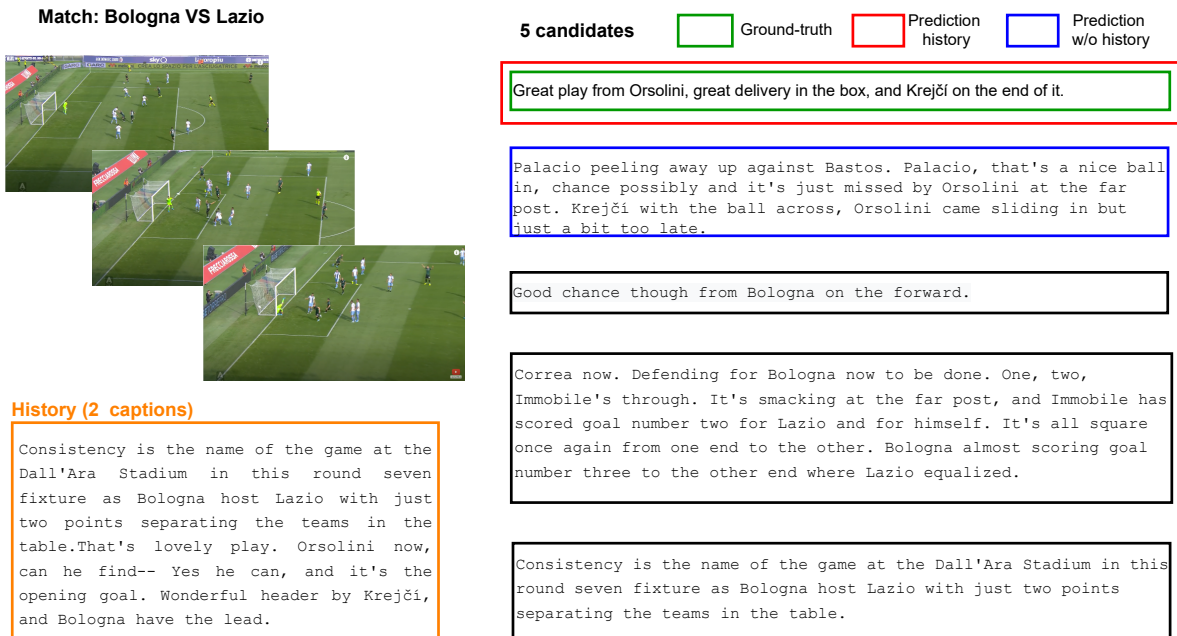 Match: Bologna VS Lazio
5 candidates
Ground-truth
Prediction
history
Prediction
w/o history
sky
lavoropiu
FRECCIAROSSA
Great play from Orsolini, great delivery in the box, and Krejčí on the end of it.
Palacio peeling away up against Bastos. Palacio, that's a nice ball
in, chance possibly and it's just missed by Orsolini at the far
post. Krejčí with the ball across, Orsolini came sliding in but
just a bit too late.
Good chance though from Bologna on the forward.
Correa now. Defending for Bologna now to be done. One, two,
Immobile's through. It's smacking at the far post, and Immobile has
scored goal number two for Lazio and for himself. It's all square
once again from one end to the other. Bologna almost scoring goal
number three to the other end where Lazio equalized.
Consistency is the name of the game at the Dall'Ara Stadium in this
round seven fixture as Bologna host Lazio with just two points
separating the teams in the table.
History (2 captions)
Consistency is the name of the game at the
Dall'Ara Stadium in this round seven
fixture as Bologna host Lazio with just
two points separating the teams in the
table.That's lovely play. Orsolini now,
can he find-- Yes he can, and it's the
opening goal. Wonderful header by Krejčí,
and Bologna have the lead.